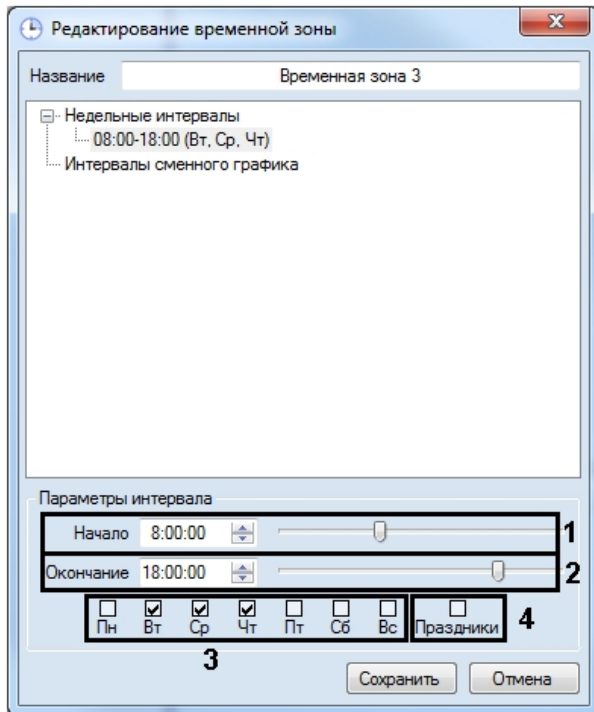 Редактирование временной зоны
Название Временная зона 3
Недельные интервалы
08:00-18:00 (Вт, Ср, Чт)
Интервалы сменного графика
Параметры интервала
Начало 8:00:00 1
Окончание 18:00:00 2
Пн Вт Ср Чт Пт Сб Вс Праздники 4
3
Сохранить Отмена